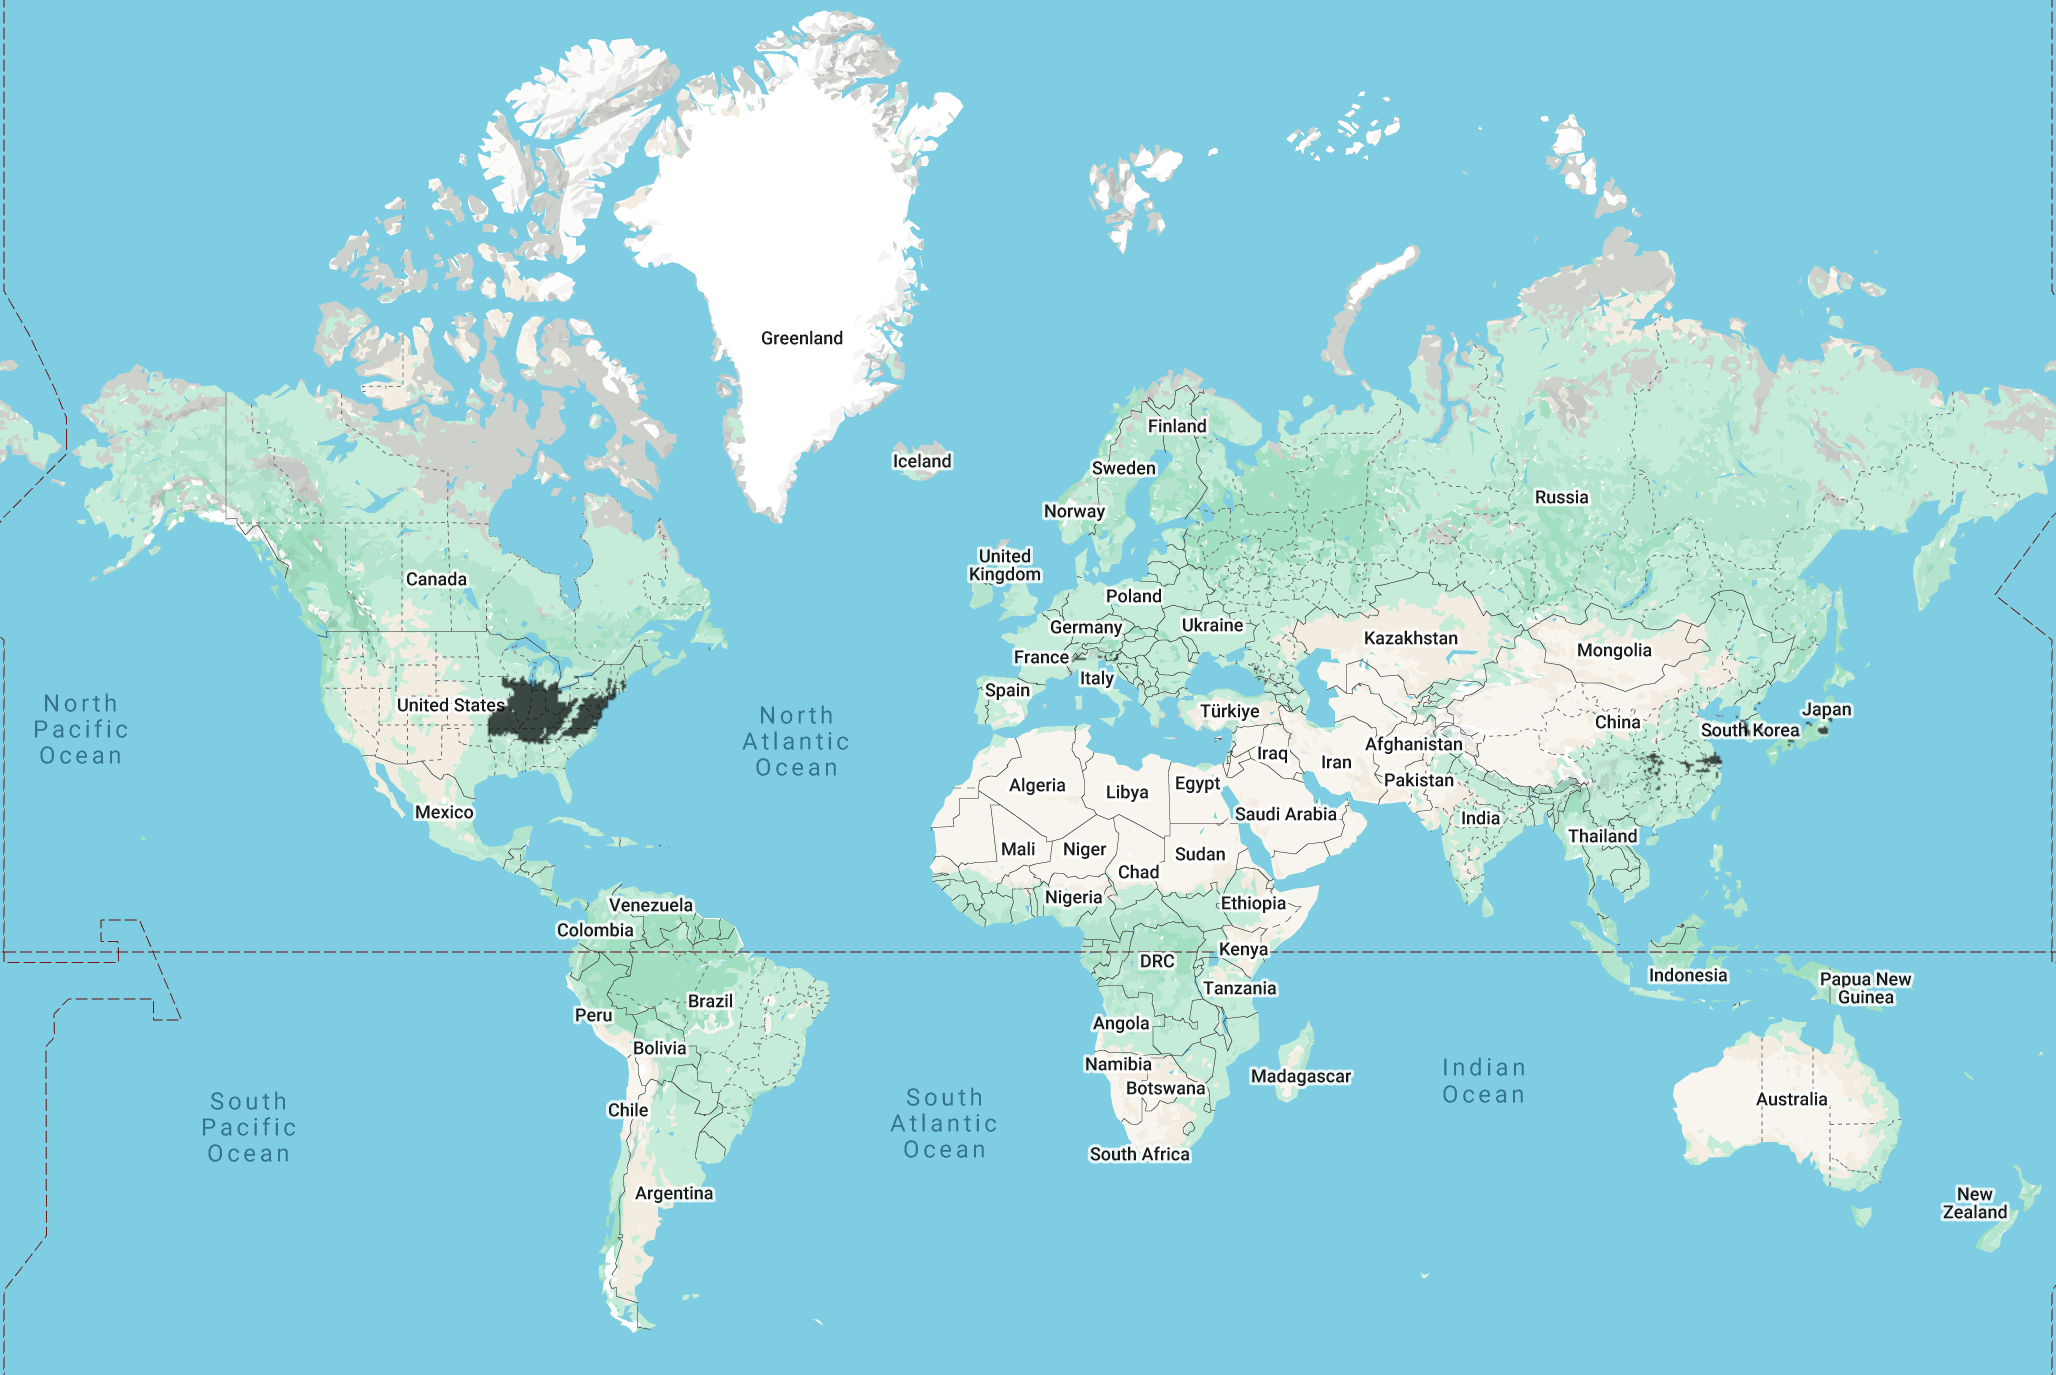 Greenland
Finland
Iceland
Sweden
Russia
Norway
United
Kingdom
Canada
Poland
Germany
Ukraine
Kazakhstan
Mongolia
France
Italy
Spain
North
Pacific
Ocean
United States
North
Atlantic
Ocean
Türkiye
China
Japan
South Korea
Afghanistan
Iraq
Iran
Pakistan
Algeria
Libya
Egypt
Mexico
Saudi Arabia
India
Thailand
Mali
Niger
Sudan
Chad
Nigeria
Ethiopia
Venezuela
Colombia
Kenya
DRC
Indonesia
Papua New
Guinea
Tanzania
Brazil
Peru
Angola
Bolivia
Namibia
Botswana
Madagascar
Indian
Ocean
Australia
South
Pacific
Ocean
Chile
South
Atlantic
Ocean
South Africa
Argentina
New
Zealand